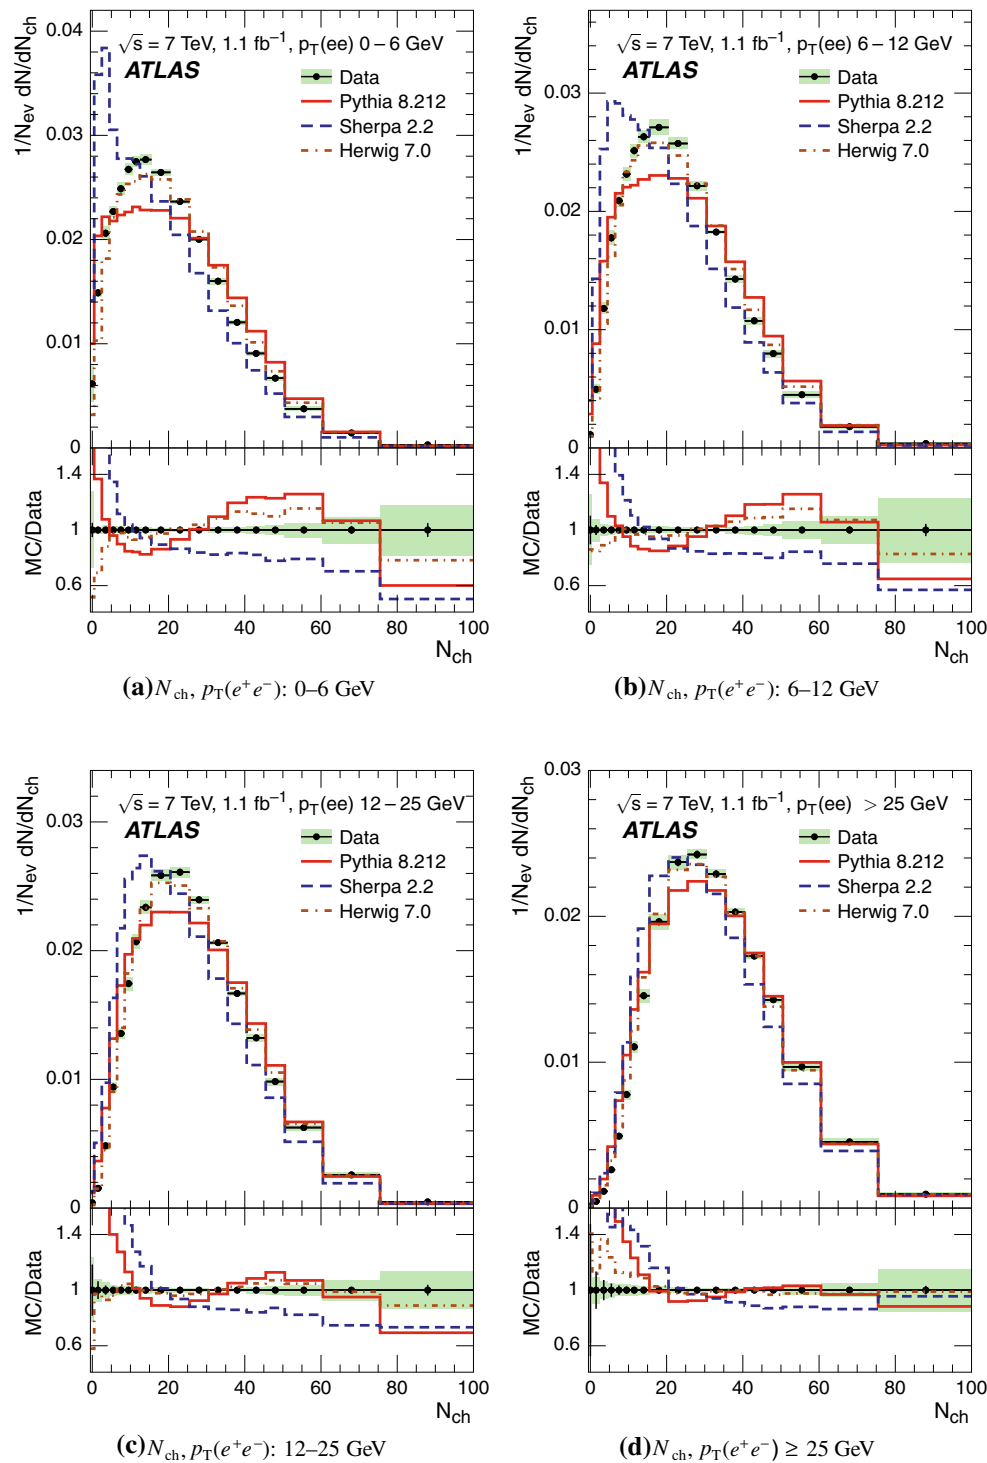 √s = 7 TeV, 1.1 fb⁻¹, p_T(ee) 0 – 6 GeV
ATLAS
Data
Pythia 8.212
Sherpa 2.2
Herwig 7.0
1/N_ev dN/dN_ch
0.04
0.03
0.02
0.01
0
MC/Data
1.4
1
0.6
0 20 40 60 80 100
N_ch
(a) N_ch, p_T(e⁺e⁻): 0–6 GeV
√s = 7 TeV, 1.1 fb⁻¹, p_T(ee) 6 – 12 GeV
ATLAS
Data
Pythia 8.212
Sherpa 2.2
Herwig 7.0
1/N_ev dN/dN_ch
0.03
0.02
0.01
0
MC/Data
1.4
1
0.6
0 20 40 60 80 100
N_ch
(b) N_ch, p_T(e⁺e⁻): 6–12 GeV
√s = 7 TeV, 1.1 fb⁻¹, p_T(ee) 12 – 25 GeV
ATLAS
Data
Pythia 8.212
Sherpa 2.2
Herwig 7.0
1/N_ev dN/dN_ch
0.03
0.02
0.01
0
MC/Data
1.4
1
0.6
0 20 40 60 80 100
N_ch
(c) N_ch, p_T(e⁺e⁻): 12–25 GeV
√s = 7 TeV, 1.1 fb⁻¹, p_T(ee) > 25 GeV
ATLAS
Data
Pythia 8.212
Sherpa 2.2
Herwig 7.0
1/N_ev dN/dN_ch
0.03
0.02
0.01
0
MC/Data
1.4
1
0.6
0 20 40 60 80 100
N_ch
(d) N_ch, p_T(e⁺e⁻) ≥ 25 GeV